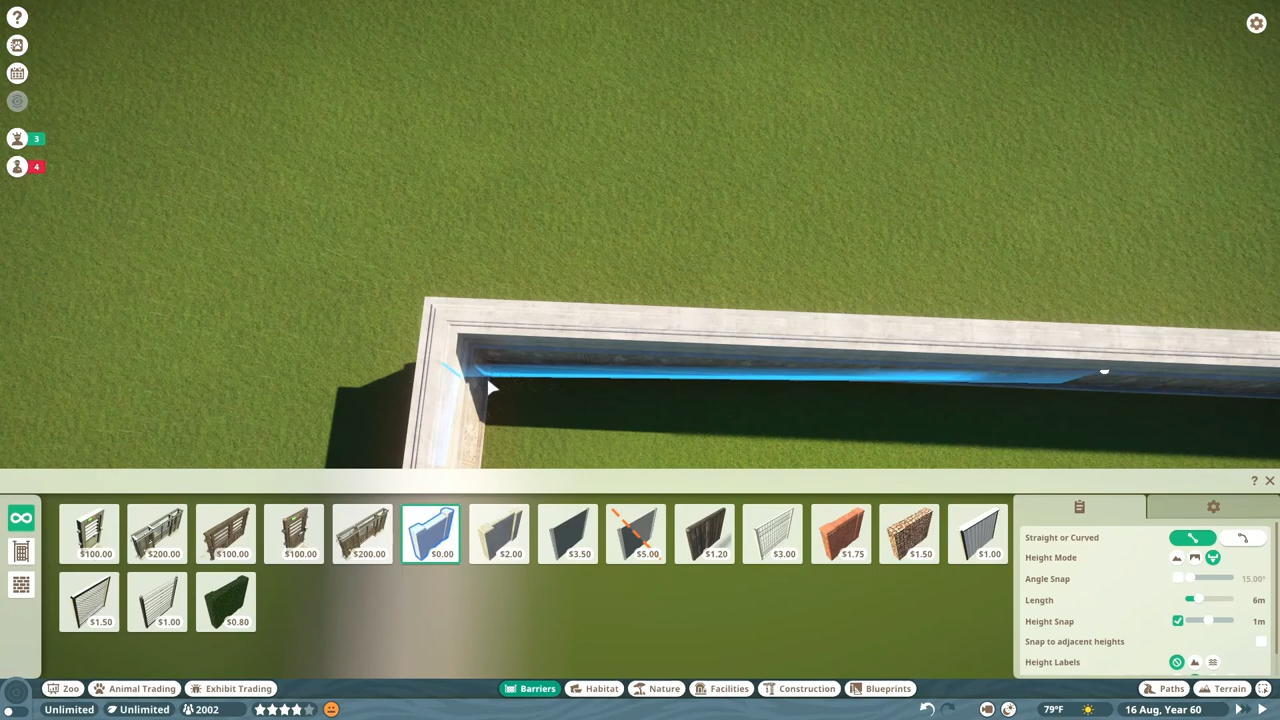 ?
3
4
? ×
$100.00 $200.00 $100.00 $100.00 $200.00 $0.00 $2.00 $3.50 $5.00 $1.20 $3.00 $1.75 $1.50 $1.00
$1.50 $1.00 $0.80
Straight or Curved
Height Mode
Angle Snap 15.00°
Length 6m
Height Snap 1m
Snap to adjacent heights
Height Labels
Zoo Animal Trading Exhibit Trading Barriers Habitat Nature Facilities Construction Blueprints Paths Terrain
Unlimited Unlimited 2002 79°F 16 Aug, Year 60